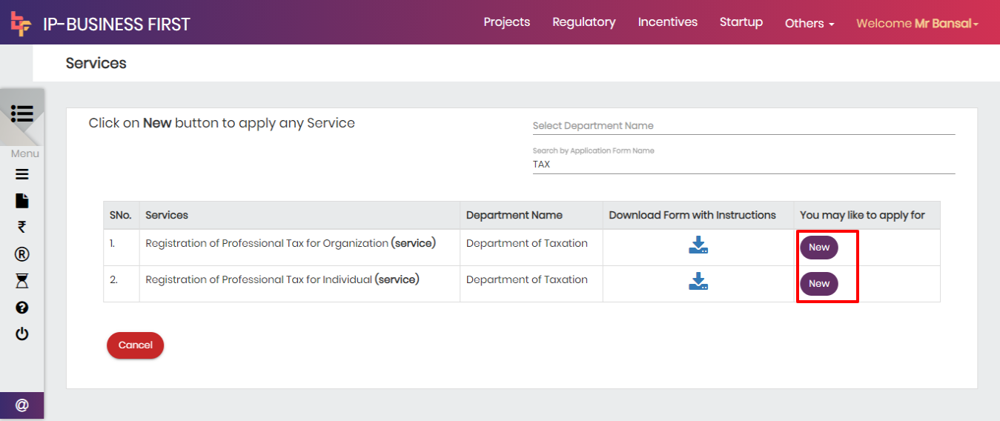 IP-BUSINESS FIRST
Projects Regulatory Incentives Startup Others Welcome Mr Bansal
Services
Menu
Click on New button to apply any Service
Select Department Name
Search by Application Form Name
TAX
SNo. Services Department Name Download Form with Instructions You may like to apply for
1. Registration of Professional Tax for Organization (service) Department of Taxation New
2. Registration of Professional Tax for Individual (service) Department of Taxation New
Cancel
@